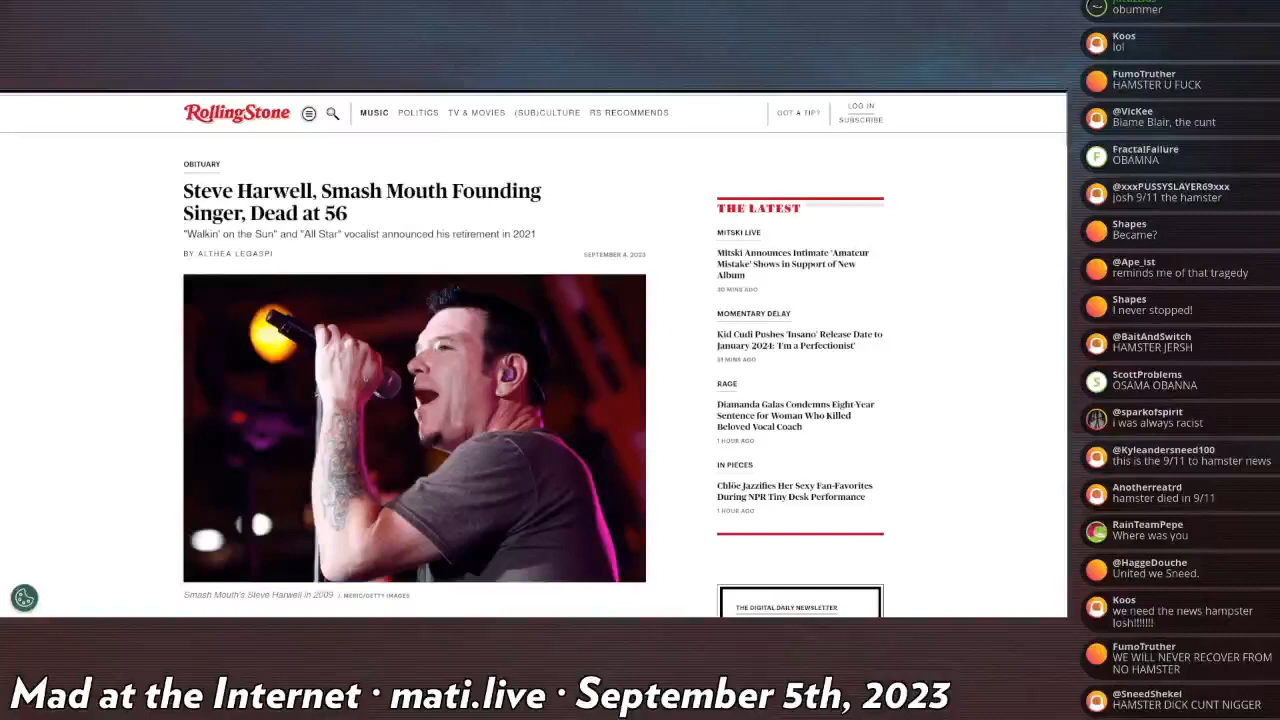 RollingStone
MUSIC POLITICS TV & MOVIES (SUB)CULTURE RS RECOMMENDS
GOT A TIP?
LOG IN
SUBSCRIBE
OBITUARY
Steve Harwell, Smash Mouth Founding
Singer, Dead at 56
"Walkin' on the Sun" and "All Star" vocalist announced his retirement in 2021
BY ALTHEA LEGASPI
SEPTEMBER 4, 2023
Smash Mouth's Steve Harwell in 2009 J. MERIC/GETTY IMAGES
THE LATEST
MITSKI LIVE
Mitski Announces Intimate 'Amateur
Mistake' Shows in Support of New
Album
30 MINS AGO
MOMENTARY DELAY
Kid Cudi Pushes 'Insano' Release Date to
January 2024: 'I'm a Perfectionist'
51 MINS AGO
RAGE
Diamanda Galas Condemns Eight-Year
Sentence for Woman Who Killed
Beloved Vocal Coach
1 HOUR AGO
IN PIECES
Chlöe Jazzifies Her Sexy Fan-Favorites
During NPR Tiny Desk Performance
1 HOUR AGO
THE DIGITAL DAILY NEWSLETTER
obummer
Koos
lol
FumoTruther
HAMSTER U FUCK
@VicKee
Blame Blair, the cunt
FractalFailure
OBAMNA
@xxxPUSSYSLAYER69xxx
josh 9/11 the hamster
Shapes
Became?
@Ape_ist
reminds me of that tragedy
Shapes
I never stopped!
@BaitAndSwitch
HAMSTER JERSH
ScottProblems
OSAMA OBANNA
@sparkofspirit
i was always racist
@Kyleandersneed100
this is the 9/11 to hamster news
Anotherreatrd
hamster died in 9/11
RainTeamPepe
Where was you
@HaggeDouche
United we Sneed.
Koos
we need the news hampster
losh!!!!!!!
FumoTruther
WE WILL NEVER RECOVER FROM
NO HAMSTER
@SneedShekel
HAMSTER DICK CUNT NIGGER
Mad at the Internet · mati.live · September 5th, 2023